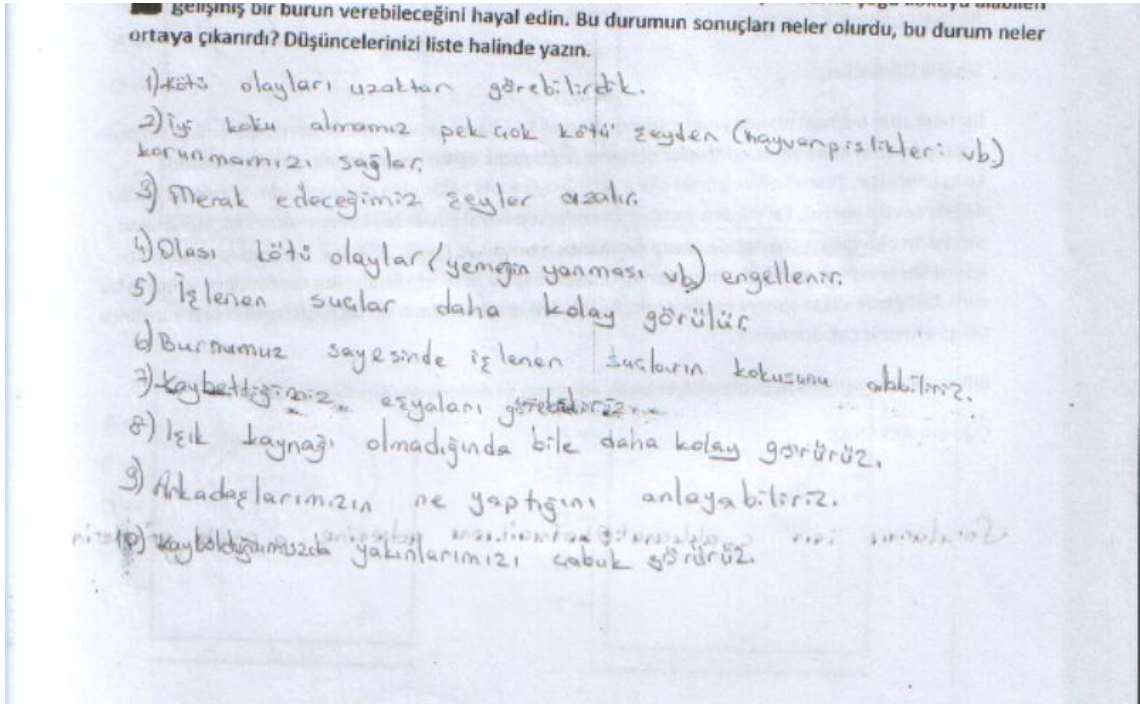 gelişmiş bir burun verebileceğini hayal edin. Bu durumun sonuçları neler olurdu, bu durum neler
ortaya çıkarırdı? Düşüncelerinizi liste halinde yazın.
1) Kötü olayları uzaktan görebilirdik.
2) İyi koku almamız pek çok kötü şeyden (hayvan pislikleri vb.)
korunmamızı sağlar.
3) Merak edeceğimiz şeyler azalır.
4) Olası kötü olaylar (yemeğin yanması vb) engellenir.
5) İşlenen suçlar daha kolay görülür.
6) Burnumuz sayesinde işlenen suçların kokusunu alabiliriz.
7) Kaybettiğimiz eşyaları görebiliriz.
8) Işık kaynağı olmadığında bile daha kolay görürüz.
9) Arkadaşlarımızın ne yaptığını anlayabiliriz.
10) Kaybolduğumuzda yakınlarımızı çabuk görürüz.